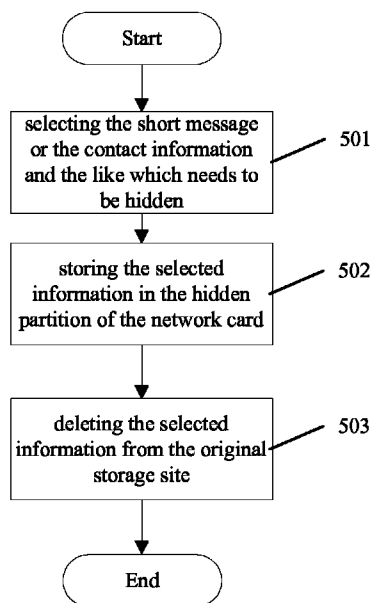 Start
selecting the short message
or the contact information
and the like which needs to
be hidden
501
storing the selected
information in the hidden
partition of the network card
502
deleting the selected
information from the original
storage site
503
End